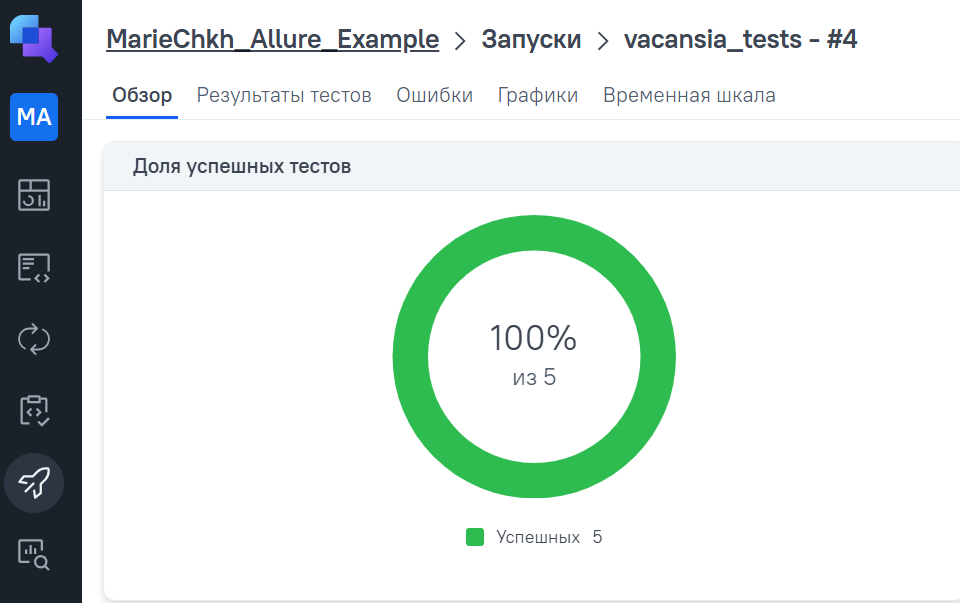 MarieChkh_Allure_Example > Запуски > vacansia_tests - #4
MA
Обзор Результаты тестов Ошибки Графики Временная шкала
Доля успешных тестов
100%
из 5
Успешных 5